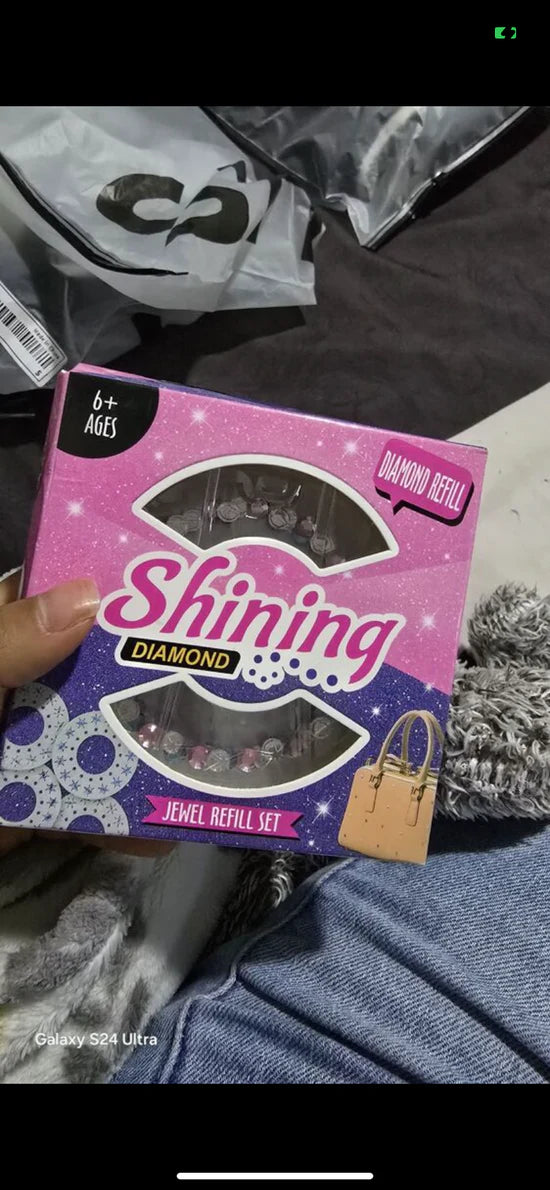 6+
AGES
DIAMOND REFILL
Shining
DIAMOND
JEWEL REFILL SET
Galaxy S24 Ultra